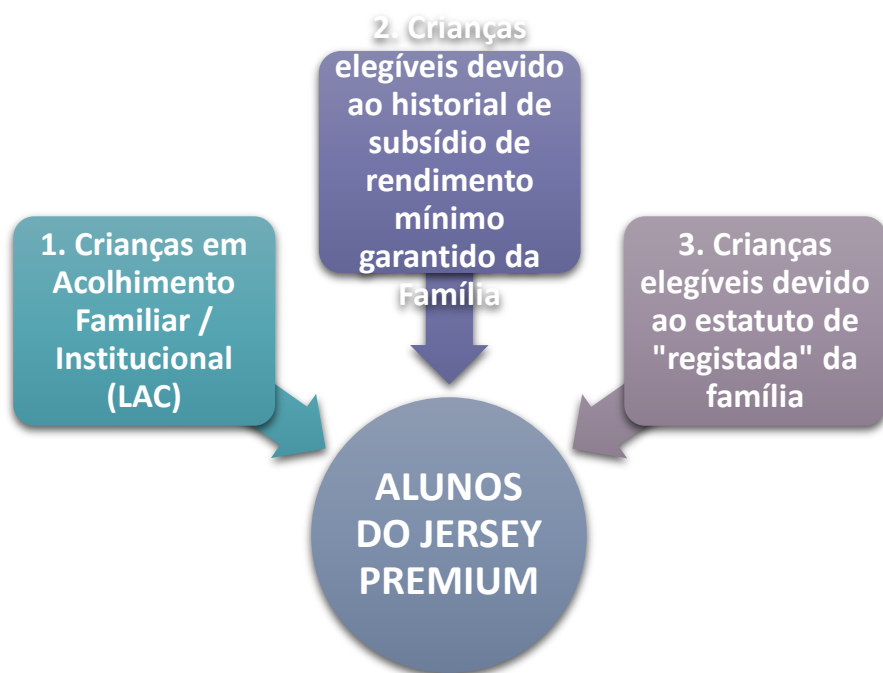 1. Crianças em
Acolhimento
Familiar /
Institucional
(LAC)
2. Crianças
elegíveis devido
ao historial de
subsídio de
rendimento
mínimo
garantido da
Família
3. Crianças
elegíveis devido
ao estatuto de
"registada" da
família
ALUNOS
DO JERSEY
PREMIUM